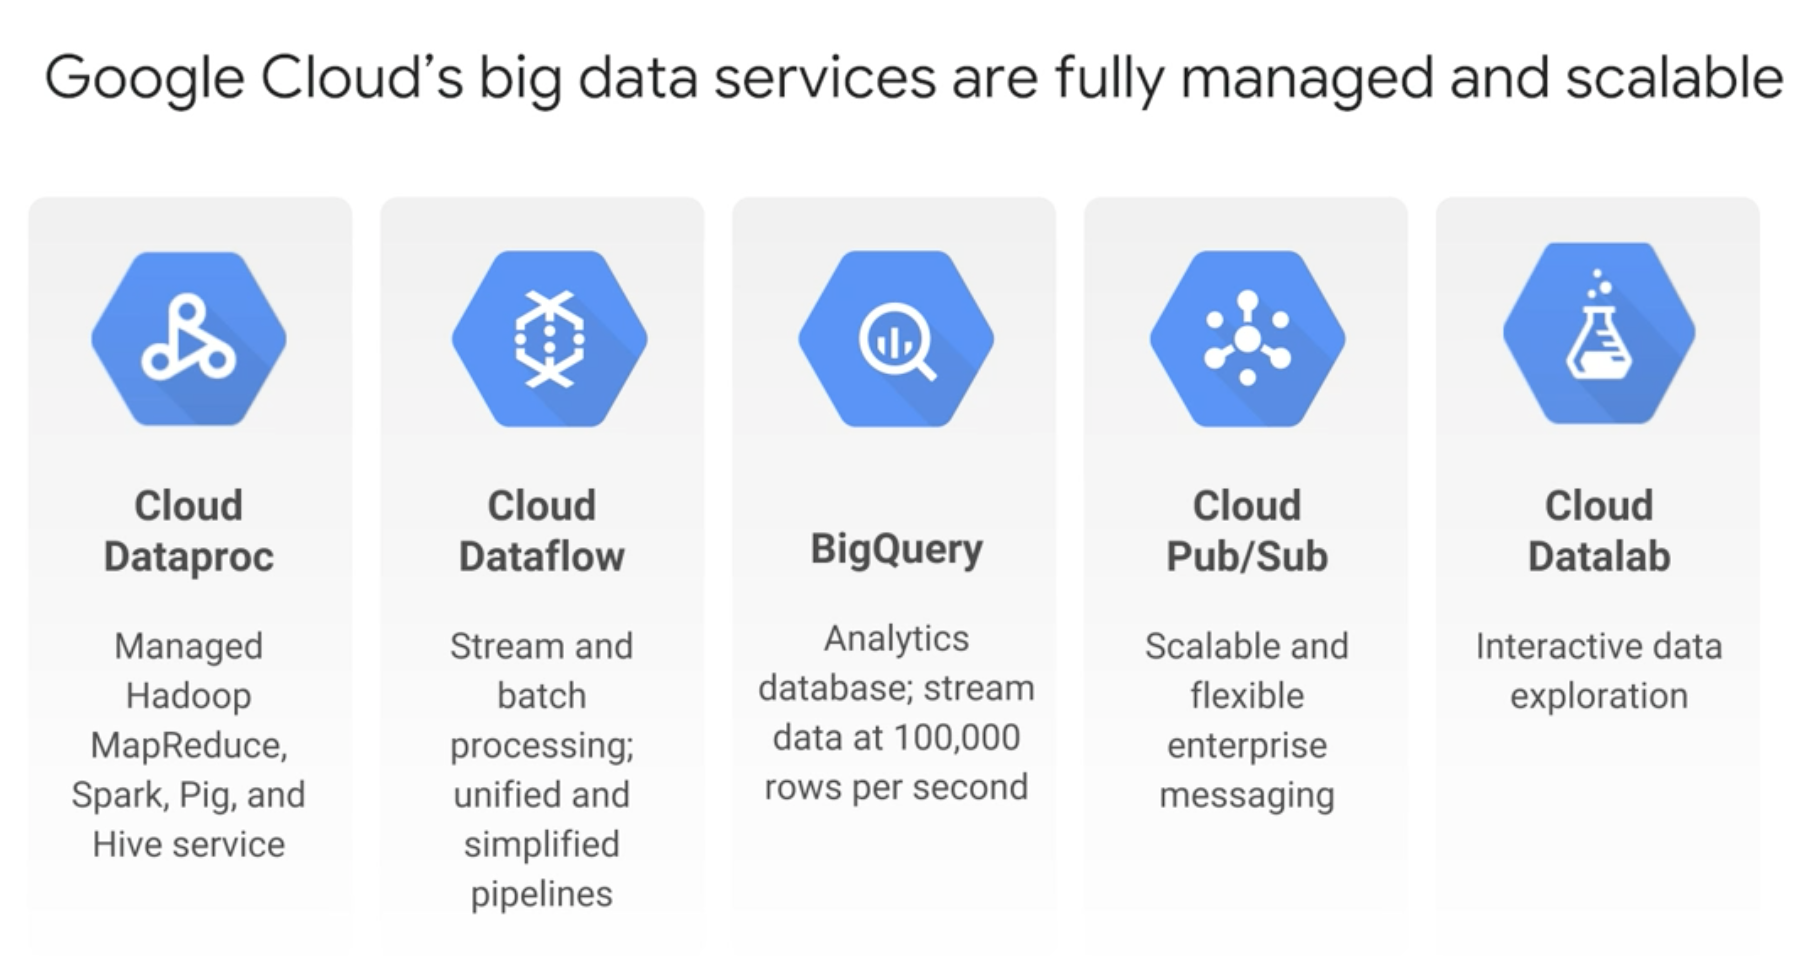 Google Cloud’s big data services are fully managed and scalable
Cloud
Dataproc
Managed
Hadoop
MapReduce,
Spark, Pig, and
Hive service
Cloud
Dataflow
Stream and
batch
processing;
unified and
simplified
pipelines
BigQuery
Analytics
database; stream
data at 100,000
rows per second
Cloud
Pub/Sub
Scalable and
flexible
enterprise
messaging
Cloud
Datalab
Interactive data
exploration